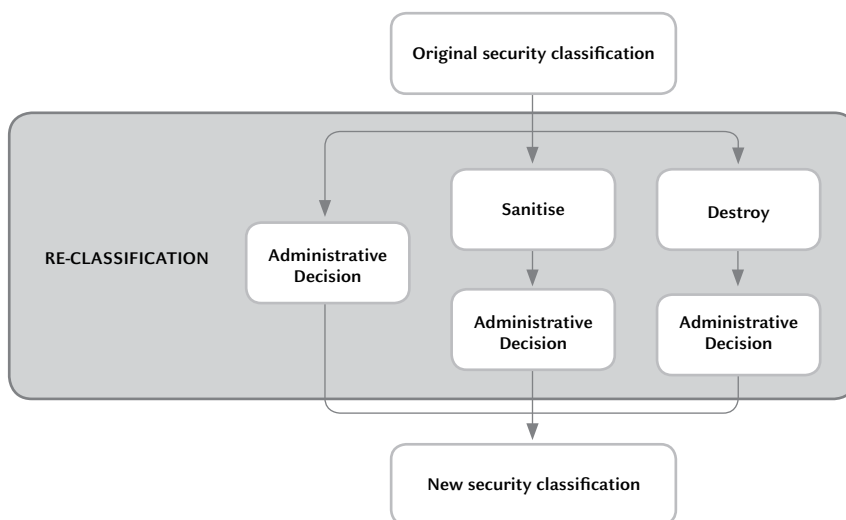 Original security classification
Sanitise
Destroy
RE-CLASSIFICATION
Administrative
Decision
Administrative
Decision
Administrative
Decision
New security classification